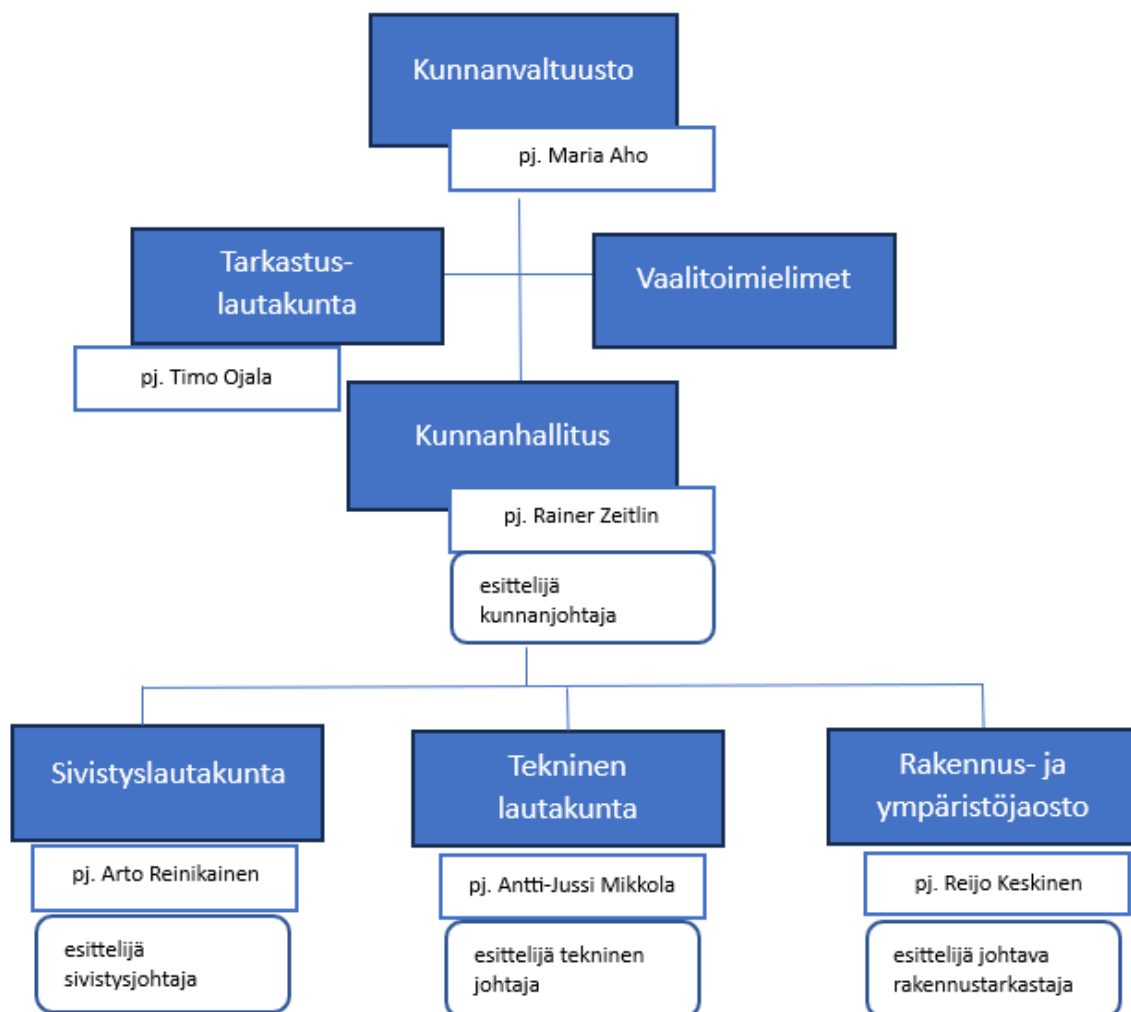 Kunnanvaltuusto
pj. Maria Aho
Tarkastus-
lautakunta
pj. Timo Ojala
Vaalitoimielimet
Kunnanhallitus
pj. Rainer Zeitlin
esittelijä
kunnanjohtaja
Sivistyslautakunta
pj. Arto Reinikainen
esittelijä
sivistysjohtaja
Tekninen
lautakunta
pj. Antti-Jussi Mikkola
esittelijä tekninen
johtaja
Rakennus- ja
ympäristöjaosto
pj. Reijo Keskinen
esittelijä johtava
rakennustarkastaja